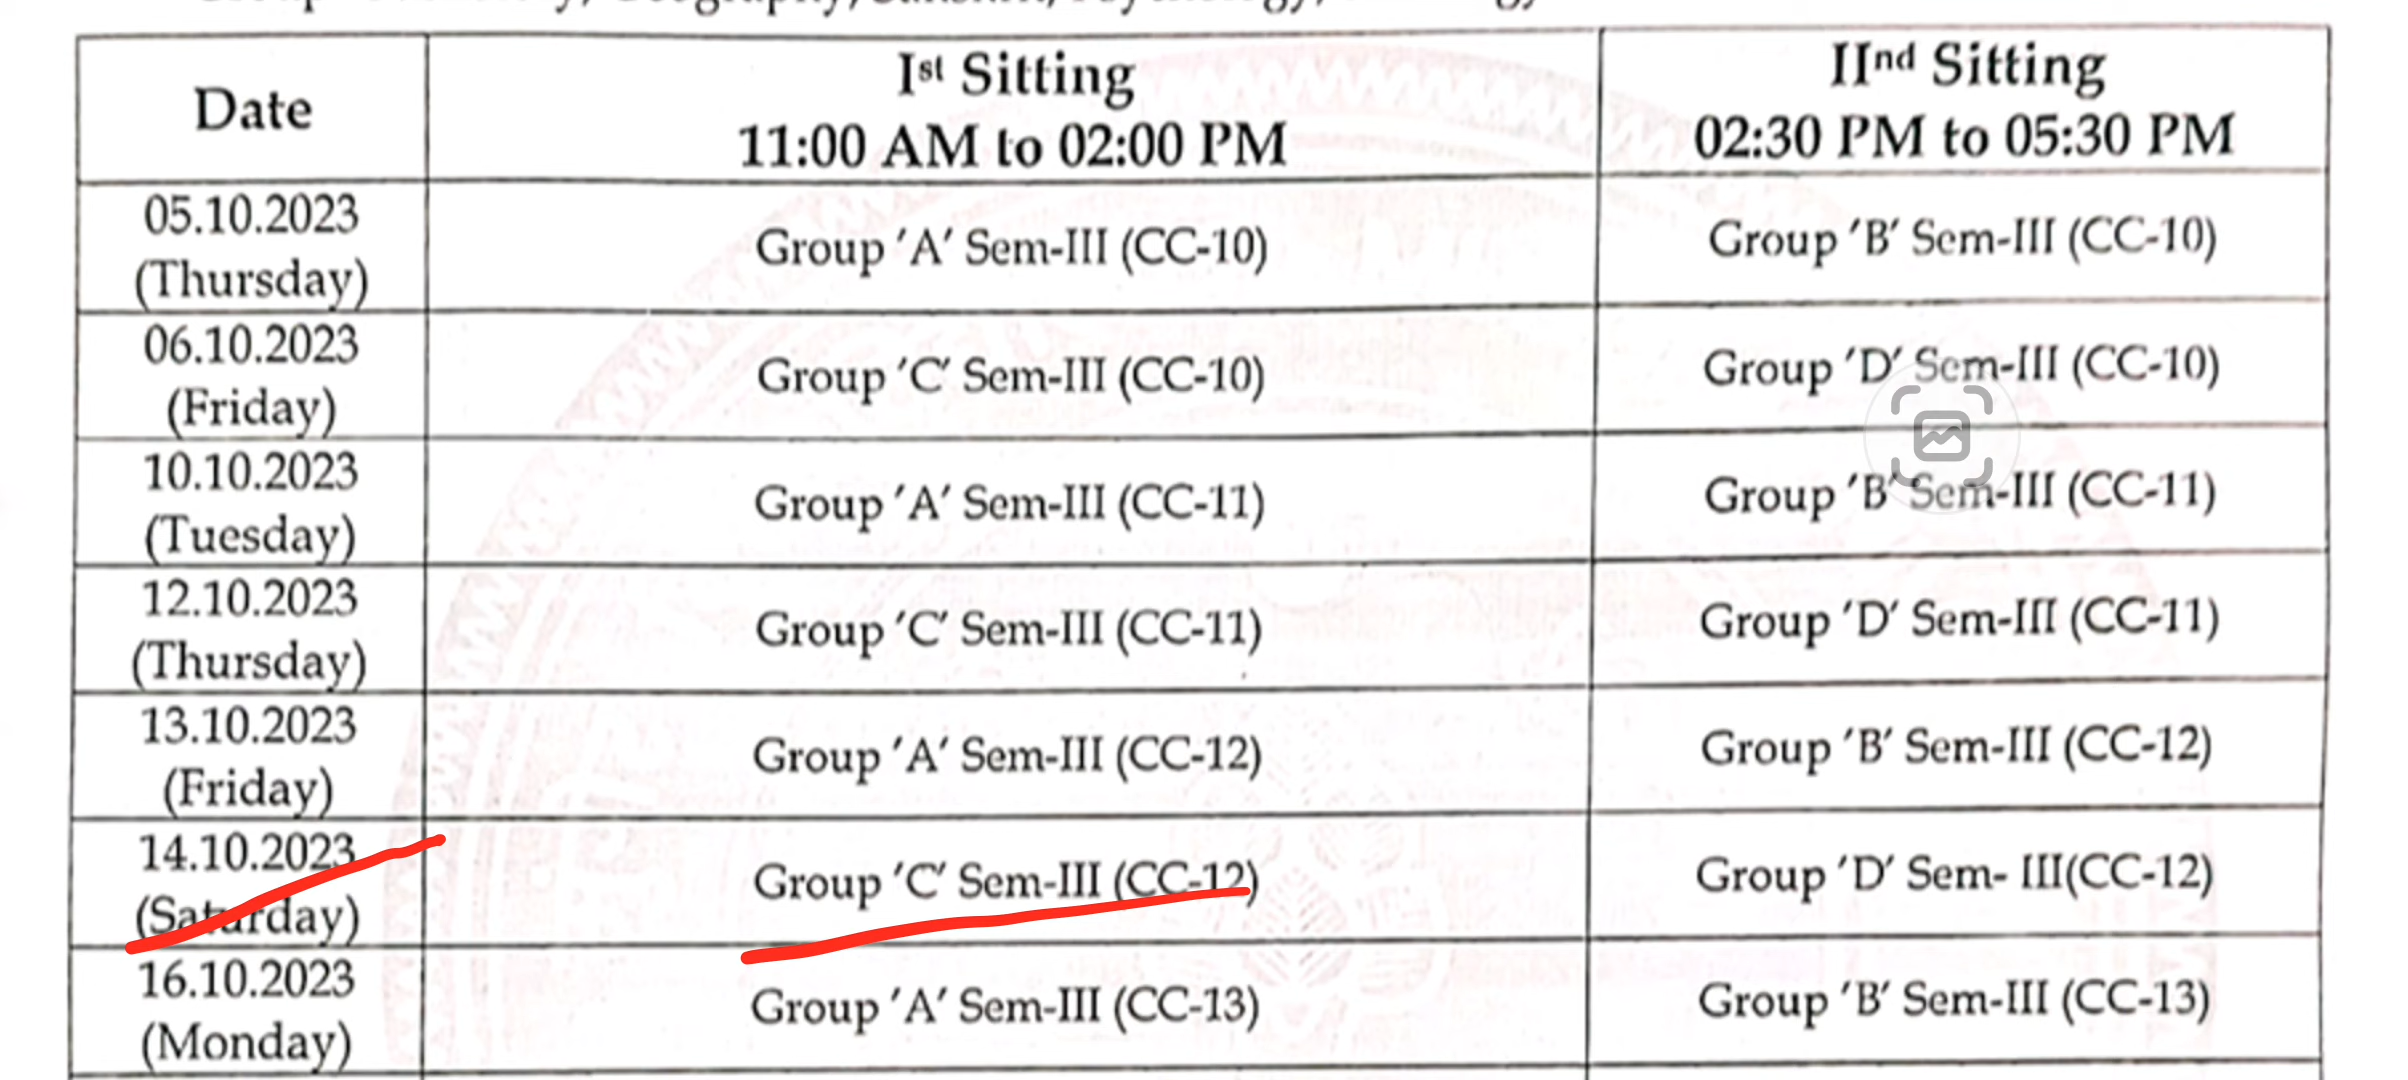 Date
Ist Sitting
11:00 AM to 02:00 PM
IInd Sitting
02:30 PM to 05:30 PM
05.10.2023
(Thursday)
Group 'A' Sem-III (CC-10)
Group 'B' Sem-III (CC-10)
06.10.2023
(Friday)
Group 'C' Sem-III (CC-10)
Group 'D' Sem-III (CC-10)
10.10.2023
(Tuesday)
Group 'A' Sem-III (CC-11)
Group 'B' Sem-III (CC-11)
12.10.2023
(Thursday)
Group 'C' Sem-III (CC-11)
Group 'D' Sem-III (CC-11)
13.10.2023
(Friday)
Group 'A' Sem-III (CC-12)
Group 'B' Sem-III (CC-12)
14.10.2023
(Saturday)
Group 'C' Sem-III (CC-12)
Group 'D' Sem- III(CC-12)
16.10.2023
(Monday)
Group 'A' Sem-III (CC-13)
Group 'B' Sem-III (CC-13)